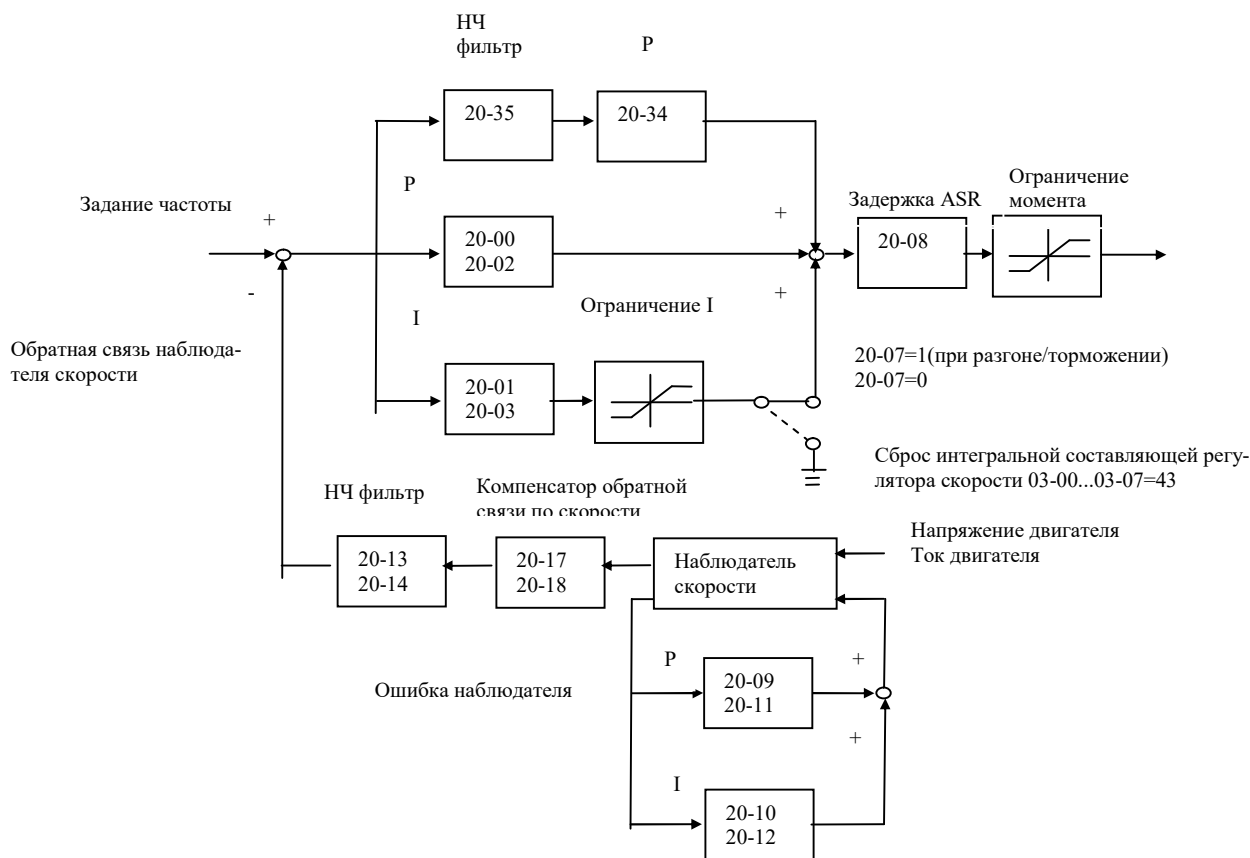 НЧ
фильтр
P
20-35
20-34
P
Задание частоты
+
Задержка ASR
Ограничение
момента
+
20-00
20-02
20-08
-
I
Ограничение I
+
Обратная связь наблюда-
теля скорости
20-01
20-03
20-07=1(при разгоне/торможении)
20-07=0
Сброс интегральной составляющей регу-
лятора скорости 03-00...03-07=43
НЧ фильтр
Компенсатор обратной
связи по скорости
Напряжение двигателя
Ток двигателя
20-13
20-14
20-17
20-18
Наблюдатель
скорости
P
+
Ошибка наблюдателя
20-09
20-11
+
I
20-10
20-12